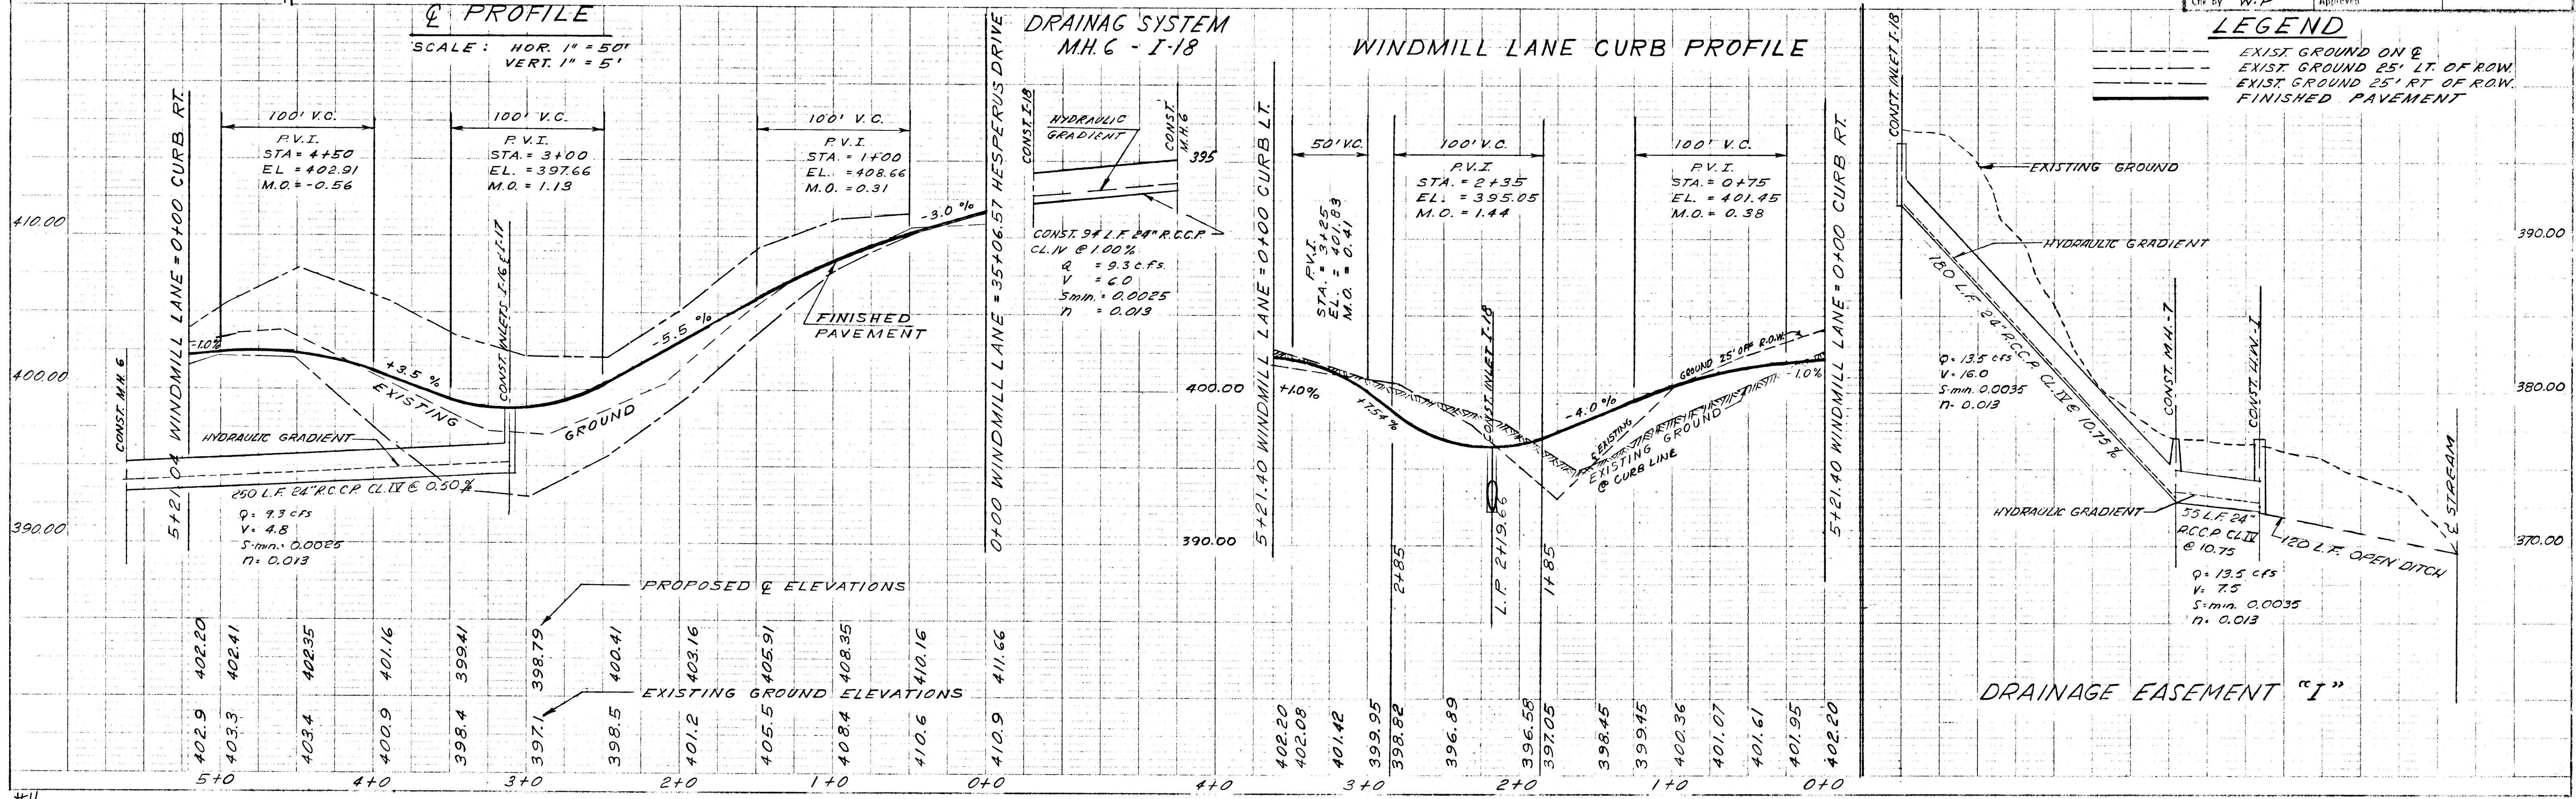 ℄ PROFILE
SCALE: HOR. 1" = 50'
VERT. 1" = 5'
5+21.04 WINDMILL LANE = 0+00 CURB RT.
100' V.C.
P.V.I.
STA = 4+50
EL = 402.91
M.O. = -0.56
100' V.C.
P.V.I.
STA. = 3+00
EL. = 397.66
M.O. = 1.13
100' V.C.
P.V.I.
STA. = 1+00
EL. = 408.66
M.O. = 0.31
0+00 WINDMILL LANE = 35+06.57 HESPERUS DRIVE
410.00
400.00
390.00
CONST. M.H. 6
-1.0%
+3.5 %
-5.5 %
-3.0 %
EXISTING
GROUND
CONST. INLETS I-16 & I-17
FINISHED
PAVEMENT
HYDRAULIC GRADIENT
250 L.F. 24" R.C.C.P. CL. IV @ 0.50%
Q= 9.3 CFS
V= 4.8
S-min.= 0.0025
n= 0.013
PROPOSED ℄ ELEVATIONS
402.20
402.41
402.35
401.16
399.41
398.79
400.41
403.16
405.91
408.35
410.16
411.66
EXISTING GROUND ELEVATIONS
402.9
403.3
403.4
400.9
398.4
397.1
398.5
401.2
405.5
408.4
410.6
410.9
5+0
4+0
3+0
2+0
1+0
0+0
DRAINAG SYSTEM
M.H. 6 - I-18
CONST. I-18
HYDRAULIC
GRADIENT
CONST.
M.H. 6
395
CONST. 94 L.F. 24" R.C.C.P.
CL. IV @ 1.00%
Q = 9.3 c.f.s.
V = 6.0
Smin. = 0.0025
n = 0.013
WINDMILL LANE CURB PROFILE
5+21.40 WINDMILL LANE = 0+00 CURB LT.
50' V.C.
P.V.I.
STA. = 3+25
EL. = 401.83
M.O. = 0.41
100' V.C.
P.V.I.
STA. = 2+35
EL. = 395.05
M.O. = 1.44
100' V.C.
P.V.I.
STA. = 0+75
EL. = 401.45
M.O. = 0.38
5+21.40 WINDMILL LANE = 0+00 CURB RT.
400.00
390.00
+1.0%
+7.54 %
-4.0 %
-1.0%
CONST. INLET I-18
GROUND 25' OFF R.O.W.
℄ EXISTING
EXISTING GROUND
@ CURB LINE
2+85
L.P. 2+19.66
1+85
402.20
402.08
401.42
399.95
398.82
396.89
396.58
397.05
398.45
399.45
400.36
401.07
401.61
401.95
402.20
4+0
3+0
2+0
1+0
0+0
Chk by W.P
Approved
LEGEND
EXIST. GROUND ON ℄
EXIST. GROUND 25' LT. OF R.O.W.
EXIST. GROUND 25' RT. OF R.O.W.
FINISHED PAVEMENT
CONST. INLET I-18
EXISTING GROUND
HYDRAULIC GRADIENT
180 L.F. 24" R.C.C.P. CL. IV @ 10.75 %
Q= 13.5 cfs
V= 16.0
S-min. 0.0035
n- 0.013
CONST. M.H.-7
CONST. H.W.-I
℄ STREAM
390.00
380.00
370.00
HYDRAULIC GRADIENT
55 L.F. 24"
R.C.C.P. CL IV
@ 10.75
120 L.F. OPEN DITCH
Q= 13.5 cfs
V= 7.5
S-min. 0.0035
n. 0.013
DRAINAGE EASEMENT "I"
#11